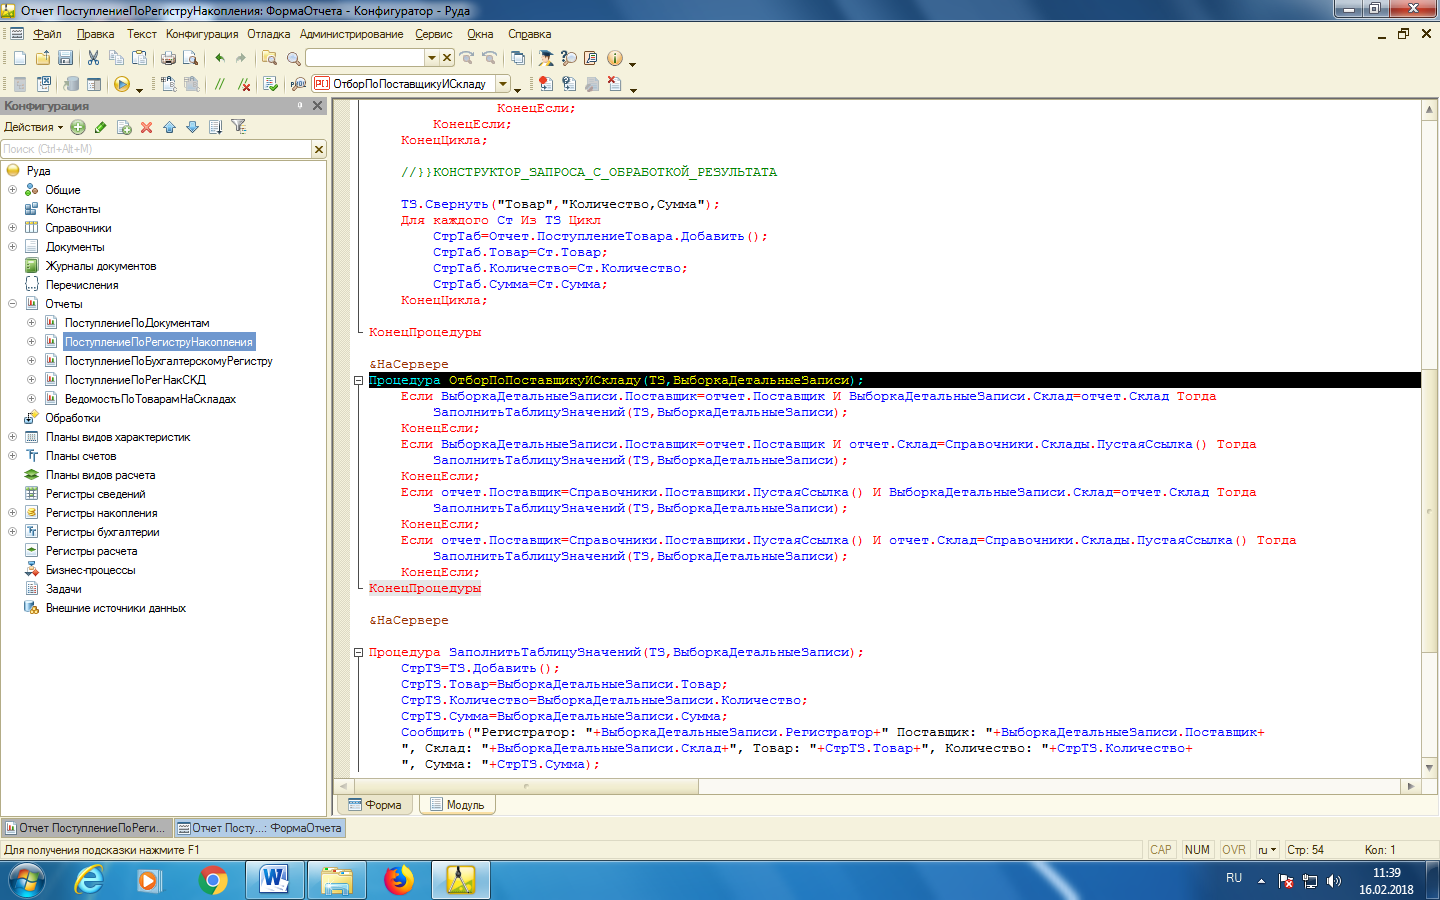 Отчет ПоступлениеПоРегиструНакопления: ФормаОтчета - Конфигуратор - Руда
Файл Правка Текст Конфигурация Отладка Администрирование Сервис Окна Справка
ОтборПоПоставщикуИСкладу
Конфигурация
Действия
Поиск (Ctrl+Alt+M)
Руда
Общие
Константы
Справочники
Документы
Журналы документов
Перечисления
Отчеты
ПоступлениеПоДокументам
ПоступлениеПоРегиструНакопления
ПоступлениеПоБухгалтерскомуРегистру
ПоступлениеПоРегНакСКД
ВедомостьПоТоварамНаСкладах
Обработки
Планы видов характеристик
Планы счетов
Планы видов расчета
Регистры сведений
Регистры накопления
Регистры бухгалтерии
Регистры расчета
Бизнес-процессы
Задачи
Внешние источники данных
КонецЕсли;
КонецЕсли;
КонецЦикла;
//}}КОНСТРУКТОР_ЗАПРОСА_С_ОБРАБОТКОЙ_РЕЗУЛЬТАТА
ТЗ.Свернуть("Товар","Количество,Сумма");
Для каждого Ст Из ТЗ Цикл
СтрТаб=Отчет.ПоступлениеТовара.Добавить();
СтрТаб.Товар=Ст.Товар;
СтрТаб.Количество=Ст.Количество;
СтрТаб.Сумма=Ст.Сумма;
КонецЦикла;
КонецПроцедуры
&НаСервере
Процедура ОтборПоПоставщикуИСкладу(ТЗ,ВыборкаДетальныеЗаписи);
Если ВыборкаДетальныеЗаписи.Поставщик=отчет.Поставщик И ВыборкаДетальныеЗаписи.Склад=отчет.Склад Тогда
ЗаполнитьТаблицуЗначений(ТЗ,ВыборкаДетальныеЗаписи);
КонецЕсли;
Если ВыборкаДетальныеЗаписи.Поставщик=отчет.Поставщик И отчет.Склад=Справочники.Склады.ПустаяСсылка() Тогда
ЗаполнитьТаблицуЗначений(ТЗ,ВыборкаДетальныеЗаписи);
КонецЕсли;
Если отчет.Поставщик=Справочники.Поставщики.ПустаяСсылка() И ВыборкаДетальныеЗаписи.Склад=отчет.Склад Тогда
ЗаполнитьТаблицуЗначений(ТЗ,ВыборкаДетальныеЗаписи);
КонецЕсли;
Если отчет.Поставщик=Справочники.Поставщики.ПустаяСсылка() И отчет.Склад=Справочники.Склады.ПустаяСсылка() Тогда
ЗаполнитьТаблицуЗначений(ТЗ,ВыборкаДетальныеЗаписи);
КонецЕсли;
КонецПроцедуры
&НаСервере
Процедура ЗаполнитьТаблицуЗначений(ТЗ,ВыборкаДетальныеЗаписи);
СтрТЗ=ТЗ.Добавить();
СтрТЗ.Товар=ВыборкаДетальныеЗаписи.Товар;
СтрТЗ.Количество=ВыборкаДетальныеЗаписи.Количество;
СтрТЗ.Сумма=ВыборкаДетальныеЗаписи.Сумма;
Сообщить("Регистратор: "+ВыборкаДетальныеЗаписи.Регистратор+" Поставщик: "+ВыборкаДетальныеЗаписи.Поставщик+
", Склад: "+ВыборкаДетальныеЗаписи.Склад+", Товар: "+СтрТЗ.Товар+", Количество: "+СтрТЗ.Количество+
", Сумма: "+СтрТЗ.Сумма);
Форма Модуль
Отчет ПоступлениеПоРеги... Отчет Посту...: ФормаОтчета
Для получения подсказки нажмите F1 CAP NUM OVR ru Стр: 54 Кол: 1
RU 11:39
16.02.2018